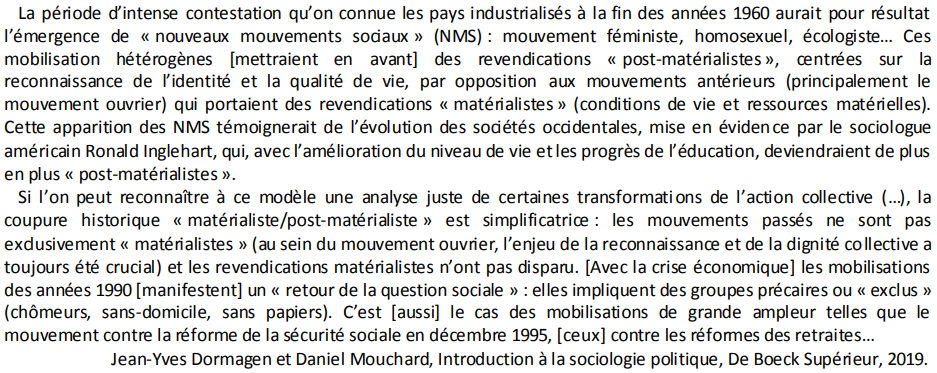 La période d’intense contestation qu’on connue les pays industrialisés à la fin des années 1960 aurait pour résultat
l’émergence de « nouveaux mouvements sociaux » (NMS) : mouvement féministe, homosexuel, écologiste… Ces
mobilisation hétérogènes [mettraient en avant] des revendications « post-matérialistes », centrées sur la
reconnaissance de l’identité et la qualité de vie, par opposition aux mouvements antérieurs (principalement le
mouvement ouvrier) qui portaient des revendications « matérialistes » (conditions de vie et ressources matérielles).
Cette apparition des NMS témoignerait de l’évolution des sociétés occidentales, mise en évidence par le sociologue
américain Ronald Inglehart, qui, avec l’amélioration du niveau de vie et les progrès de l’éducation, deviendraient de plus
en plus « post-matérialistes ».
Si l’on peut reconnaître à ce modèle une analyse juste de certaines transformations de l’action collective (…), la
coupure historique « matérialiste/post-matérialiste » est simplificatrice : les mouvements passés ne sont pas
exclusivement « matérialistes » (au sein du mouvement ouvrier, l’enjeu de la reconnaissance et de la dignité collective a
toujours été crucial) et les revendications matérialistes n’ont pas disparu. [Avec la crise économique] les mobilisations
des années 1990 [manifestent] un « retour de la question sociale » : elles impliquent des groupes précaires ou « exclus »
(chômeurs, sans-domicile, sans papiers). C’est [aussi] le cas des mobilisations de grande ampleur telles que le
mouvement contre la réforme de la sécurité sociale en décembre 1995, [ceux] contre les réformes des retraites…
Jean-Yves Dormagen et Daniel Mouchard, Introduction à la sociologie politique, De Boeck Supérieur, 2019.